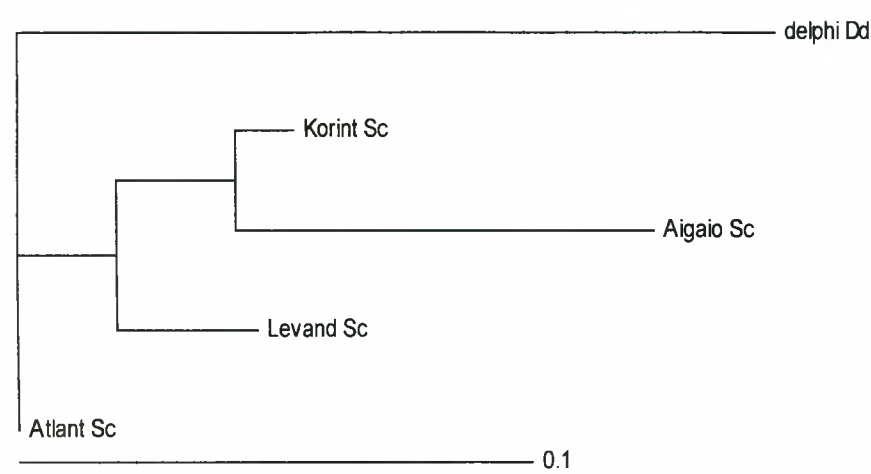 delphi Dd
Korint Sc
Aigaio Sc
Levand Sc
Atlant Sc
0.1